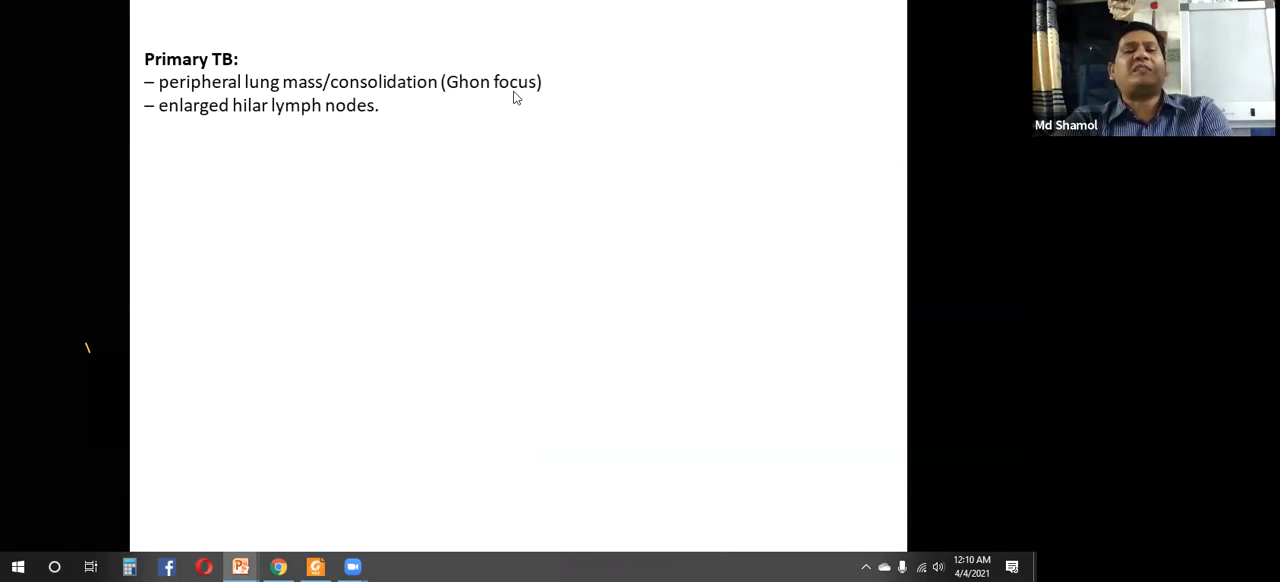 Primary TB:
– peripheral lung mass/consolidation (Ghon focus)
– enlarged hilar lymph nodes.
Md Shamol
12:10 AM
4/4/2021